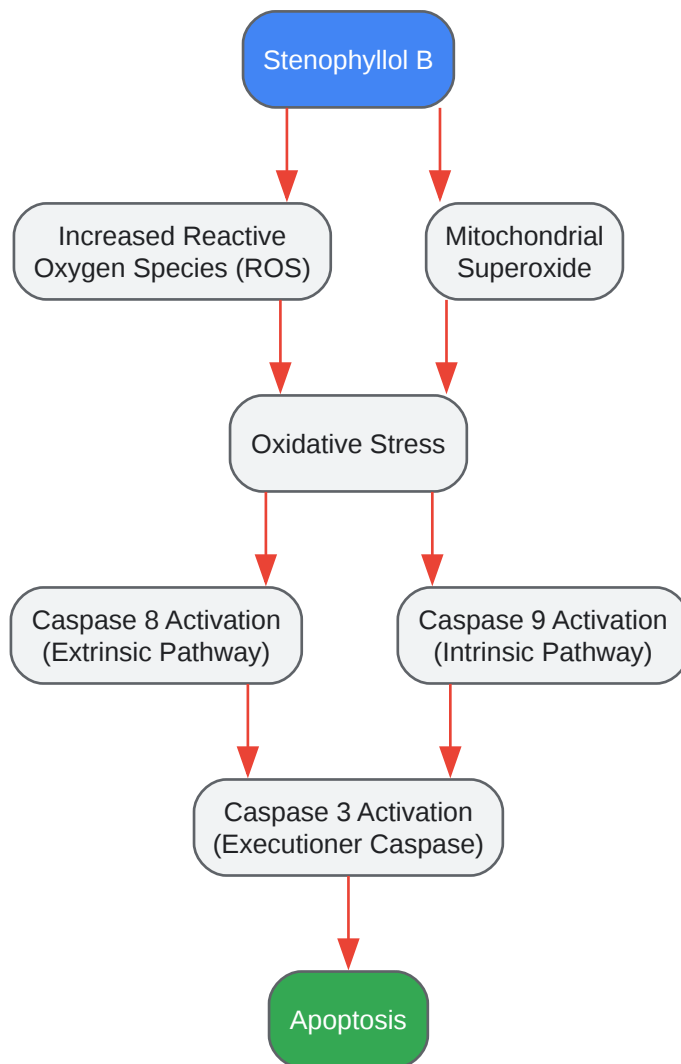 Stenophyllol B
Increased Reactive
Oxygen Species (ROS)
Mitochondrial
Superoxide
Oxidative Stress
Caspase 8 Activation
(Extrinsic Pathway)
Caspase 9 Activation
(Intrinsic Pathway)
Caspase 3 Activation
(Executioner Caspase)
Apoptosis